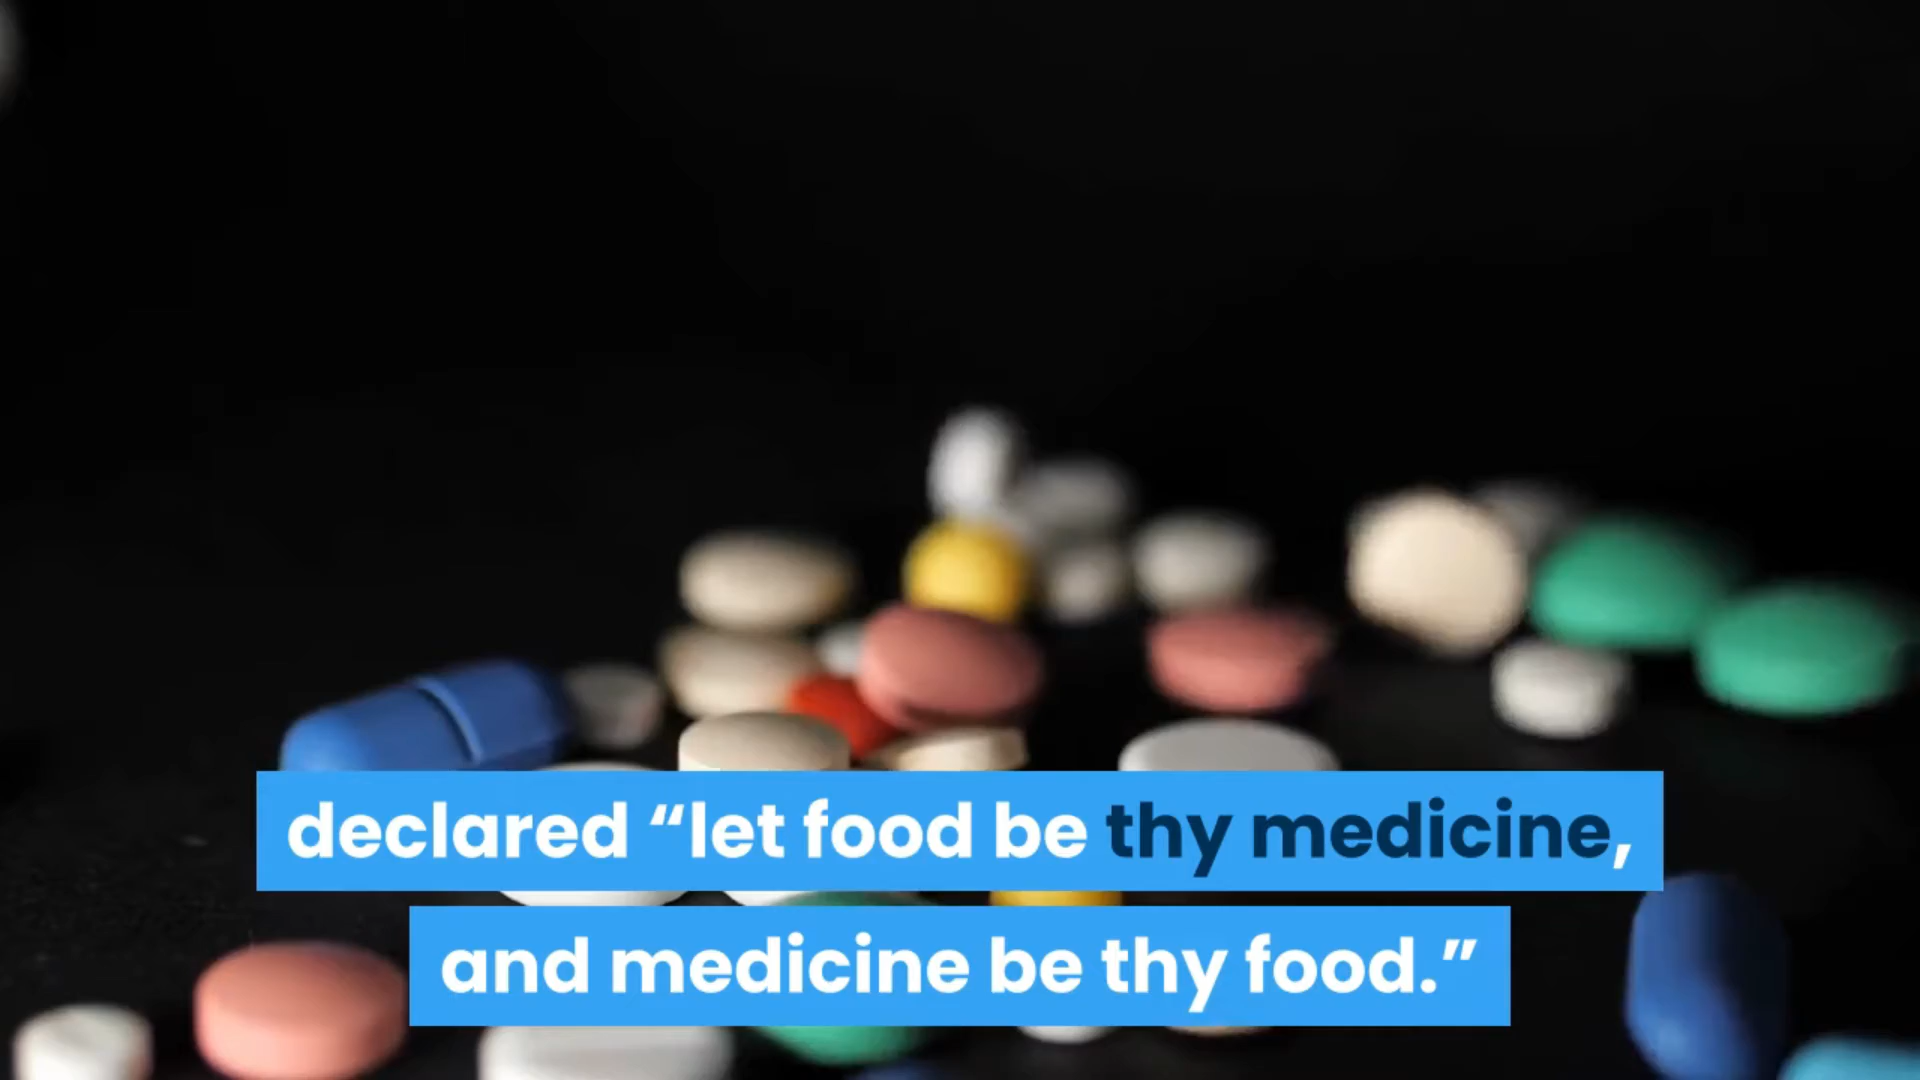 declared “let food be thy medicine,
and medicine be thy food.”